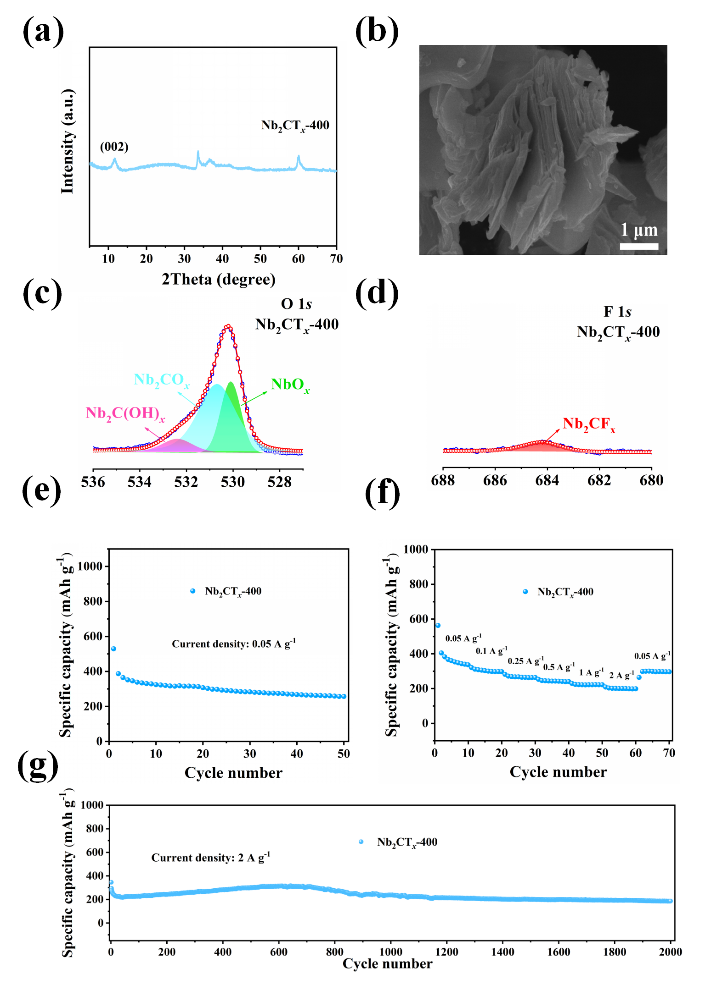 (a)
Intensity (a.u.)
Nb₂CTₓ-400
(002)
10 20 30 40 50 60 70
2Theta (degree)
(b)
1 μm
(c)
O 1s
Nb₂CTₓ-400
Nb₂COₓ
NbOₓ
Nb₂C(OH)ₓ
536 534 532 530 528
(d)
F 1s
Nb₂CTₓ-400
Nb₂CFₓ
688 686 684 682 680
(e)
Specific capacity (mAh g⁻¹)
1000
800
600
400
200
0
Nb₂CTₓ-400
Current density: 0.05 A g⁻¹
0 10 20 30 40 50
Cycle number
(f)
Specific capacity (mAh g⁻¹)
1000
800
600
400
200
0
-200
Nb₂CTₓ-400
0.05 A g⁻¹
0.1 A g⁻¹
0.25 A g⁻¹
0.5 A g⁻¹
1 A g⁻¹
2 A g⁻¹
0.05 A g⁻¹
0 10 20 30 40 50 60 70
Cycle number
(g)
Specific capacity (mAh g⁻¹)
1000
800
600
400
200
0
Nb₂CTₓ-400
Current density: 2 A g⁻¹
0 200 400 600 800 1000 1200 1400 1600 1800 2000
Cycle number